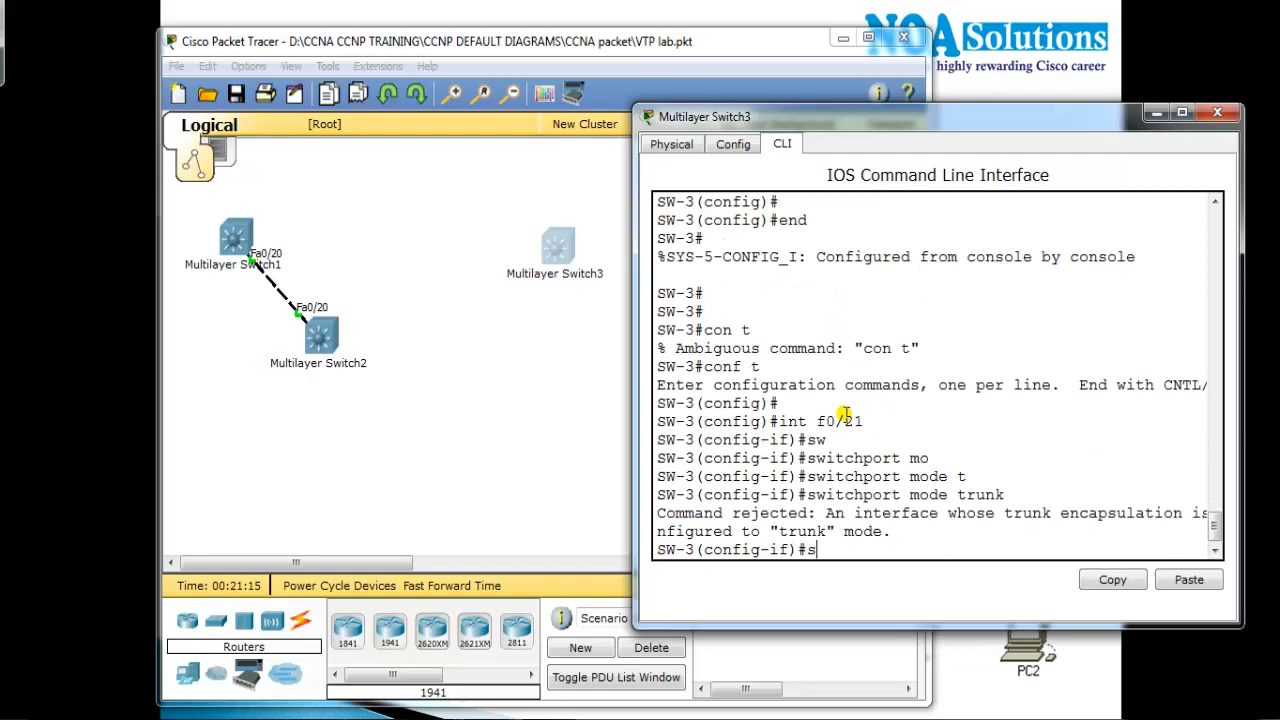 NOA Solutions
highly rewarding Cisco career
Cisco Packet Tracer - D:\CCNA CCNP TRAINING\CCNP DEFAULT DIAGRAMS\CCNA packet\VTP lab.pkt
File Edit Options View Tools Extensions Help
Logical [Root] New Cluster
Fa0/20
Multilayer Switch1
Fa0/20
Multilayer Switch2
Multilayer Switch3
Multilayer Switch3
Physical Config CLI
IOS Command Line Interface
SW-3(config)#
SW-3(config)#end
SW-3#
%SYS-5-CONFIG_I: Configured from console by console
SW-3#
SW-3#
SW-3#con t
% Ambiguous command: "con t"
SW-3#conf t
Enter configuration commands, one per line. End with CNTL/
SW-3(config)#
SW-3(config)#int f0/21
SW-3(config-if)#sw
SW-3(config-if)#switchport mo
SW-3(config-if)#switchport mode t
SW-3(config-if)#switchport mode trunk
Command rejected: An interface whose trunk encapsulation is
nfigured to "trunk" mode.
SW-3(config-if)#s
Copy Paste
Time: 00:21:15 Power Cycle Devices Fast Forward Time
Routers
1841 1941 2620XM 2621XM 2811
1941
Scenario
New Delete
Toggle PDU List Window
PC2